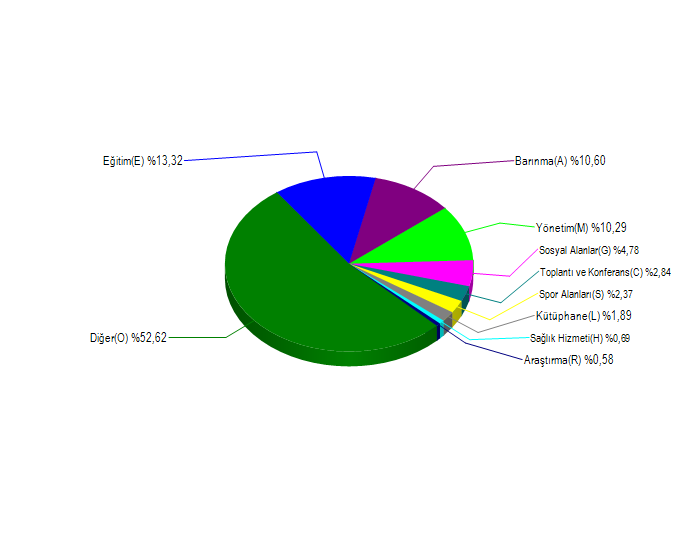 Eğitim(E) %13,32
Barınma(A) %10,60
Yönetim(M) %10,29
Sosyal Alanlar(G) %4,78
Toplantı ve Konferans(C) %2,84
Spor Alanları(S) %2,37
Kütüphane(L) %1,89
Diğer(O) %52,62
Sağlık Hizmeti(H) %0,69
Araştırma(R) %0,58